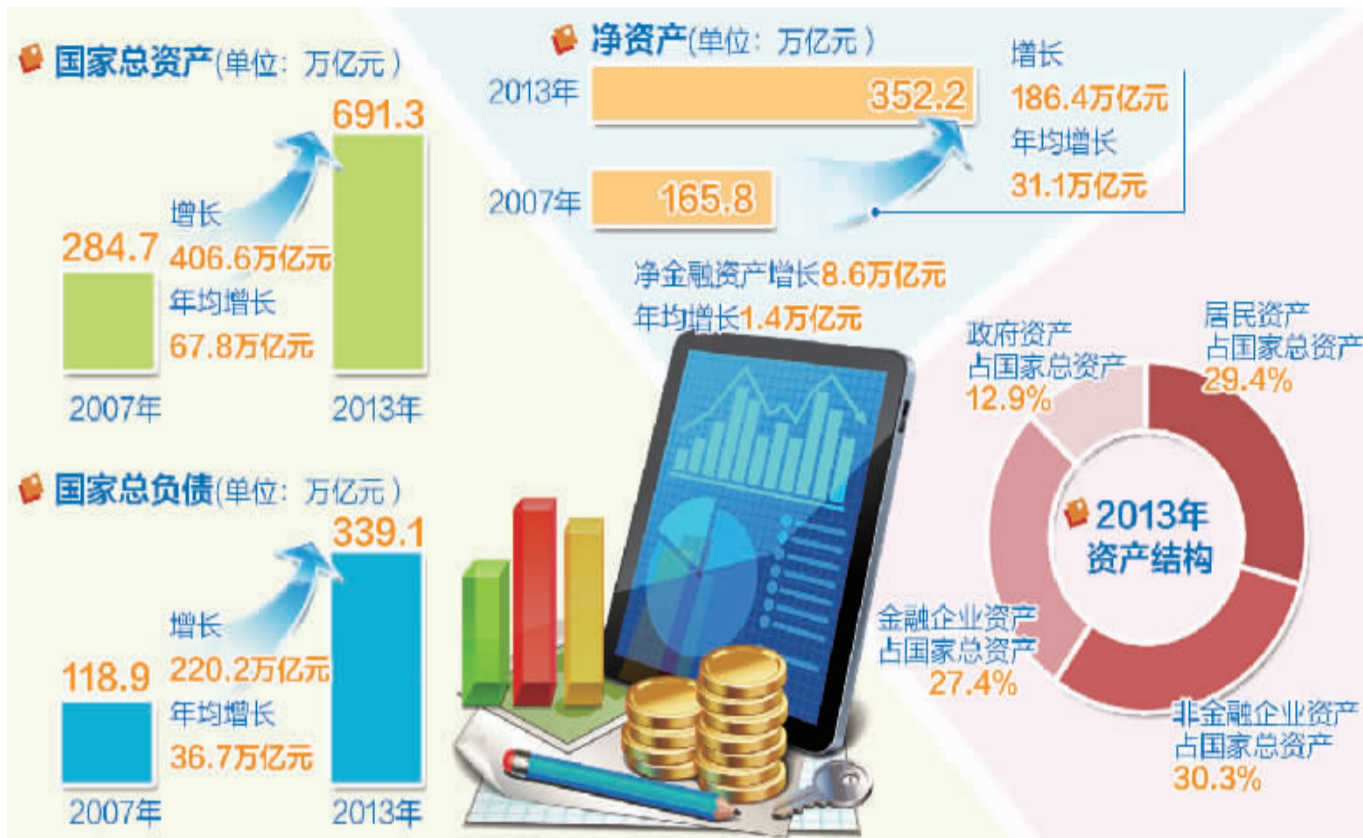 国家总资产(单位：万亿元)
691.3
增长
284.7
406.6万亿元
年均增长
67.8万亿元
2007年
2013年
国家总负债(单位：万亿元)
339.1
增长
118.9
220.2万亿元
年均增长
36.7万亿元
2007年
2013年
净资产(单位：万亿元)
2013年
352.2
2007年
165.8
增长
186.4万亿元
年均增长
31.1万亿元
净金融资产增长8.6万亿元
年均增长1.4万亿元
2013年
资产结构
政府资产
占国家总资产
12.9%
居民资产
占国家总资产
29.4%
金融企业资产
占国家总资产
27.4%
非金融企业资产
占国家总资产
30.3%